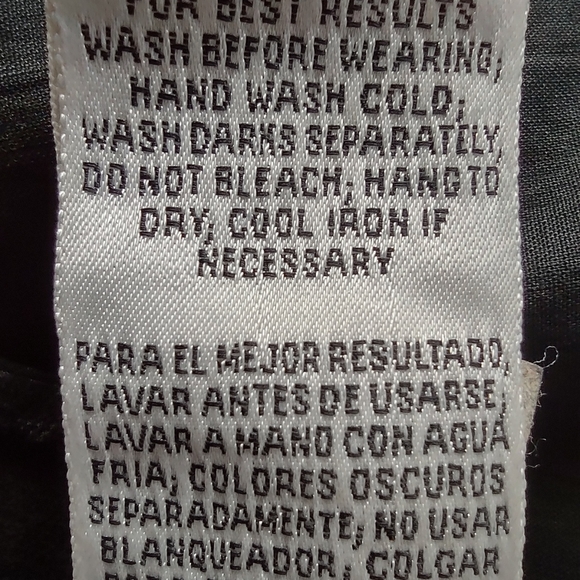 FOR BEST RESULTS
WASH BEFORE WEARING;
HAND WASH COLD;
WASH DARKS SEPARATELY,
DO NOT BLEACH; HANG TO
DRY; COOL IRON IF
NECESSARY
PARA EL MEJOR RESULTADO,
LAVAR ANTES DE USARSE;
LAVAR A MANO CON AGUA
FRIA; COLORES OSCUROS
SEPARADAMENTE; NO USAR
BLANQUEADOR; COLGAR